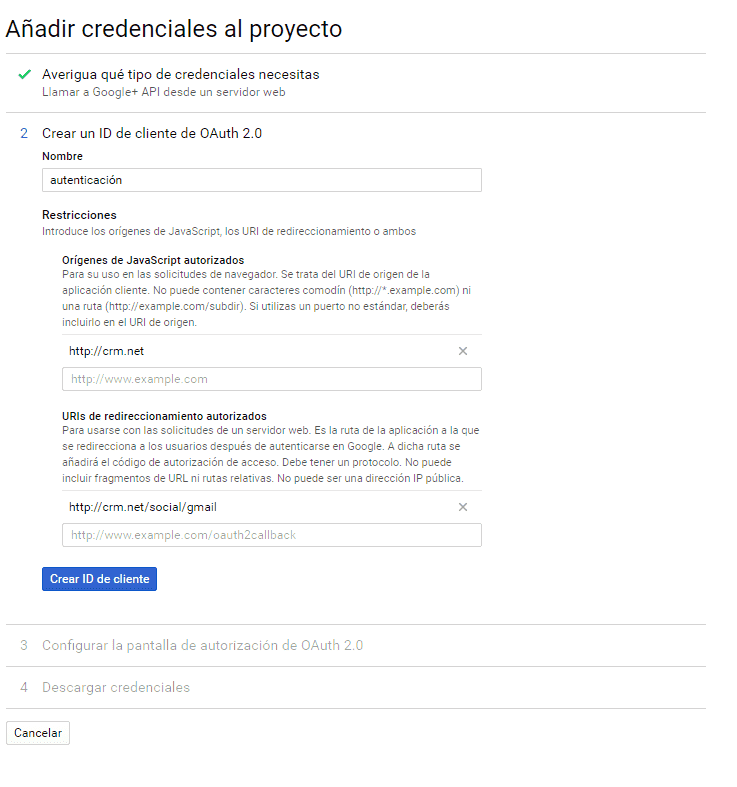 Añadir credenciales al proyecto
Averigua qué tipo de credenciales necesitas
Llamar a Google+ API desde un servidor web
2 Crear un ID de cliente de OAuth 2.0
Nombre
autenticación
Restricciones
Introduce los orígenes de JavaScript, los URI de redireccionamiento o ambos
Orígenes de JavaScript autorizados
Para su uso en las solicitudes de navegador. Se trata del URI de origen de la
aplicación cliente. No puede contener caracteres comodín (http://*.example.com) ni
una ruta (http://example.com/subdir). Si utilizas un puerto no estándar, deberás
incluirlo en el URI de origen.
http://crm.net
http://www.example.com
URIs de redireccionamiento autorizados
Para usarse con las solicitudes de un servidor web. Es la ruta de la aplicación a la que
se redirecciona a los usuarios después de autenticarse en Google. A dicha ruta se
añadirá el código de autorización de acceso. Debe tener un protocolo. No puede
incluir fragmentos de URL ni rutas relativas. No puede ser una dirección IP pública.
http://crm.net/social/gmail
http://www.example.com/oauth2callback
Crear ID de cliente
3 Configurar la pantalla de autorización de OAuth 2.0
4 Descargar credenciales
Cancelar